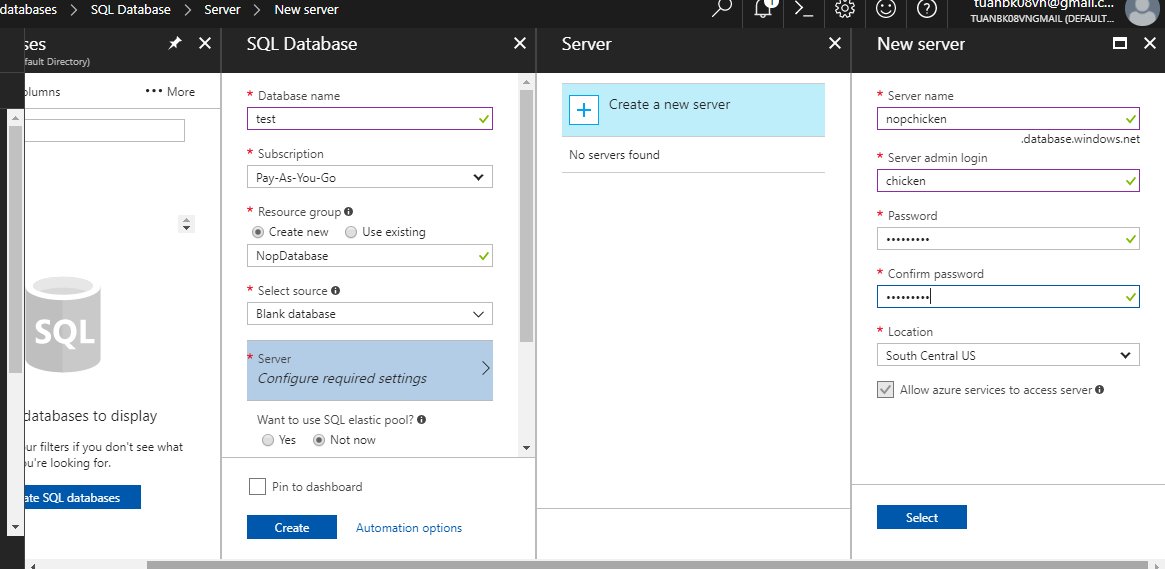 databases > SQL Database > Server > New server
tuanbk08vn@gmail.c...
TUANBK08VNGMAIL (DEFAULT...
1
ses
fault Directory)
olumns
••• More
SQL
databases to display
ur filters if you don't see what
u're looking for.
ate SQL databases
SQL Database
* Database name
test
* Subscription
Pay-As-You-Go
* Resource group
Create new
Use existing
NopDatabase
* Select source
Blank database
* Server
Configure required settings
Want to use SQL elastic pool?
Yes
Not now
Pin to dashboard
Create
Automation options
Server
Create a new server
No servers found
New server
* Server name
nopchicken
.database.windows.net
* Server admin login
chicken
* Password
•••••••••
* Confirm password
•••••••••
* Location
South Central US
Allow azure services to access server
Select